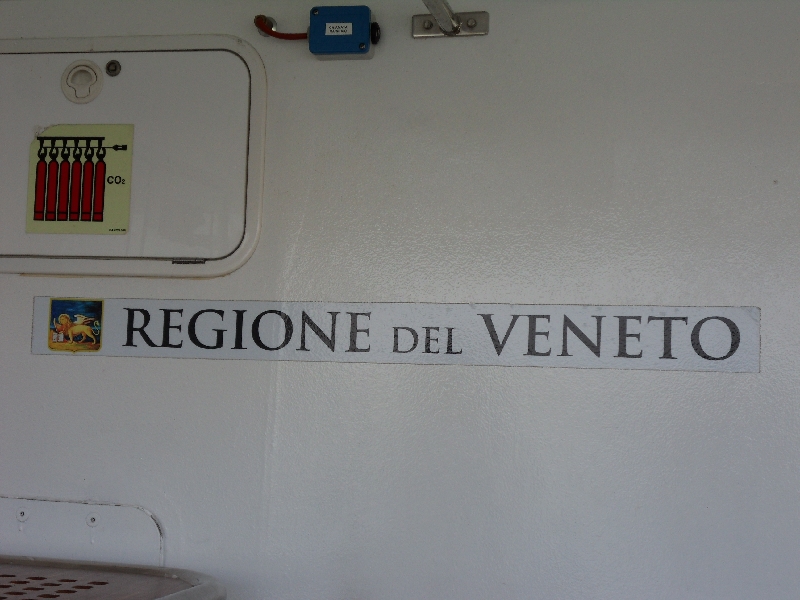 CO₂
REGIONE DEL VENETO